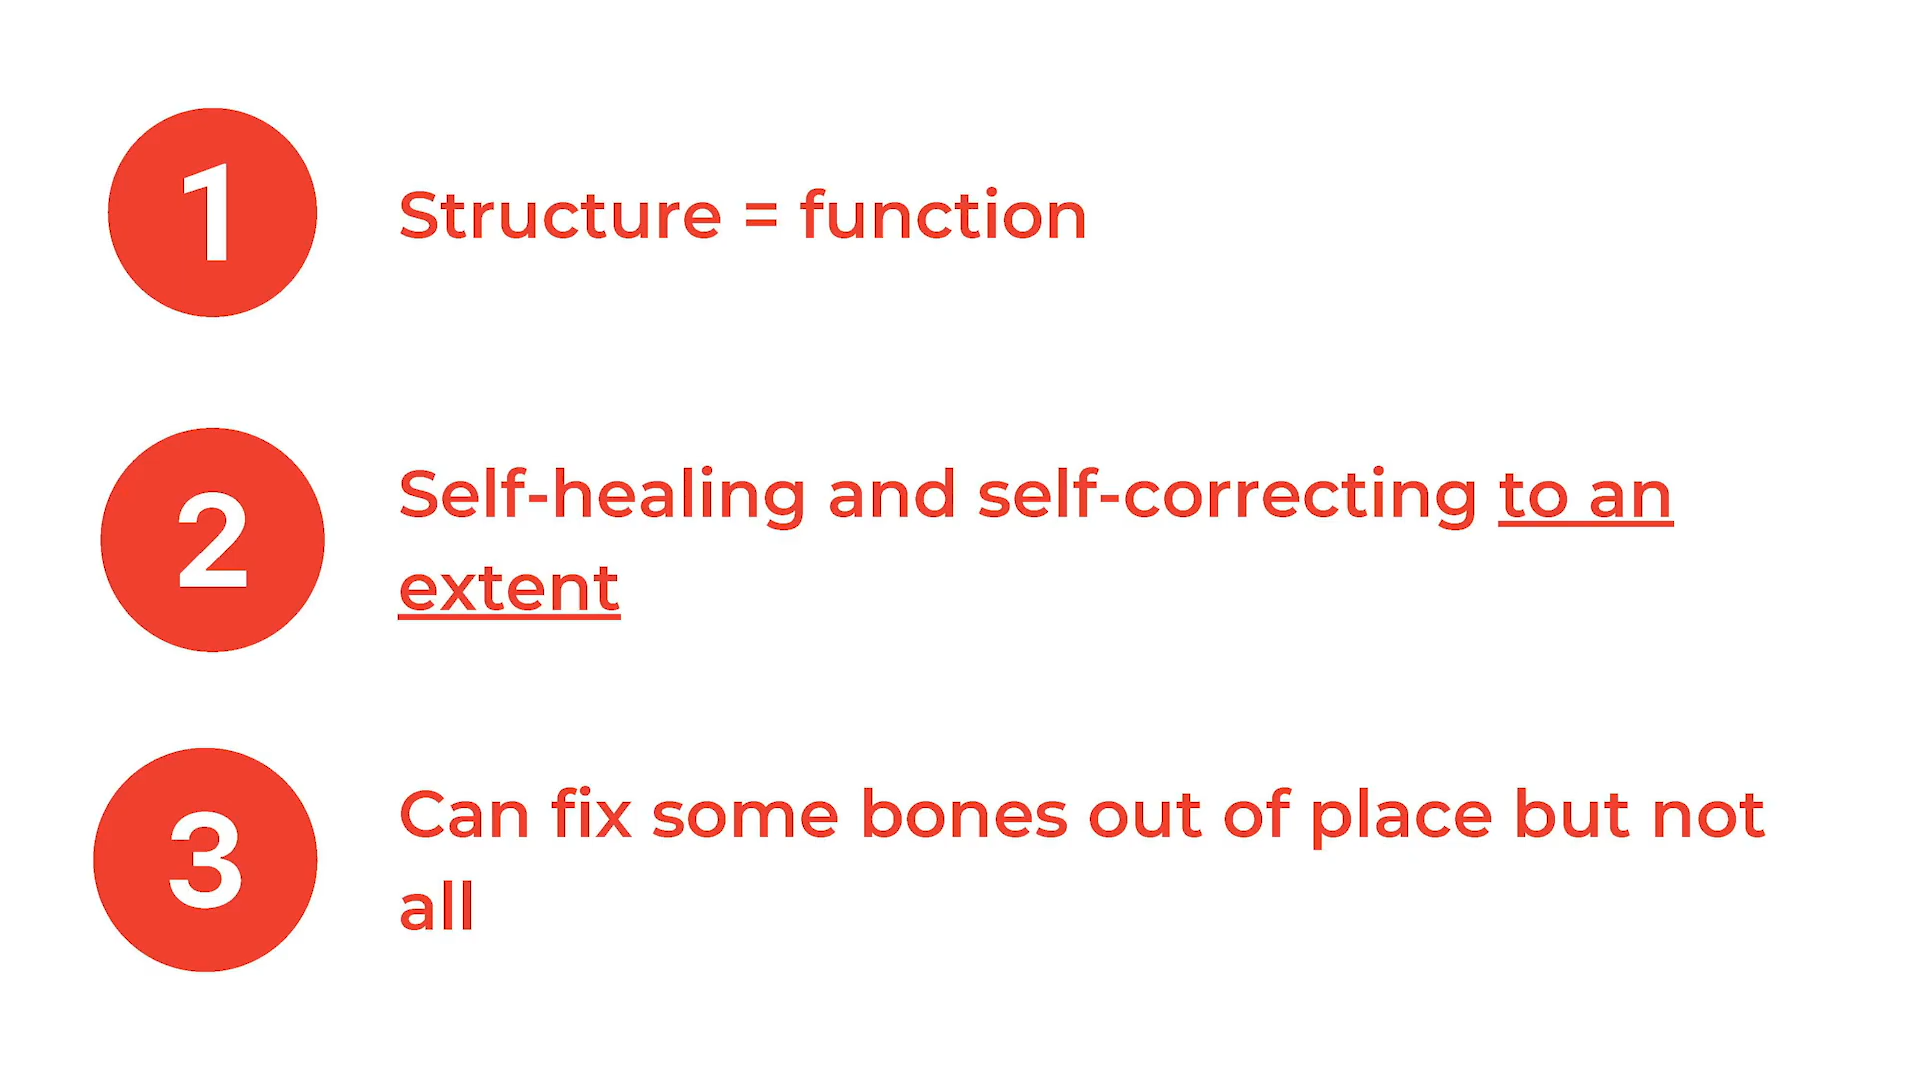 1
Structure = function
2
Self-healing and self-correcting to an
extent
3
Can fix some bones out of place but not
all